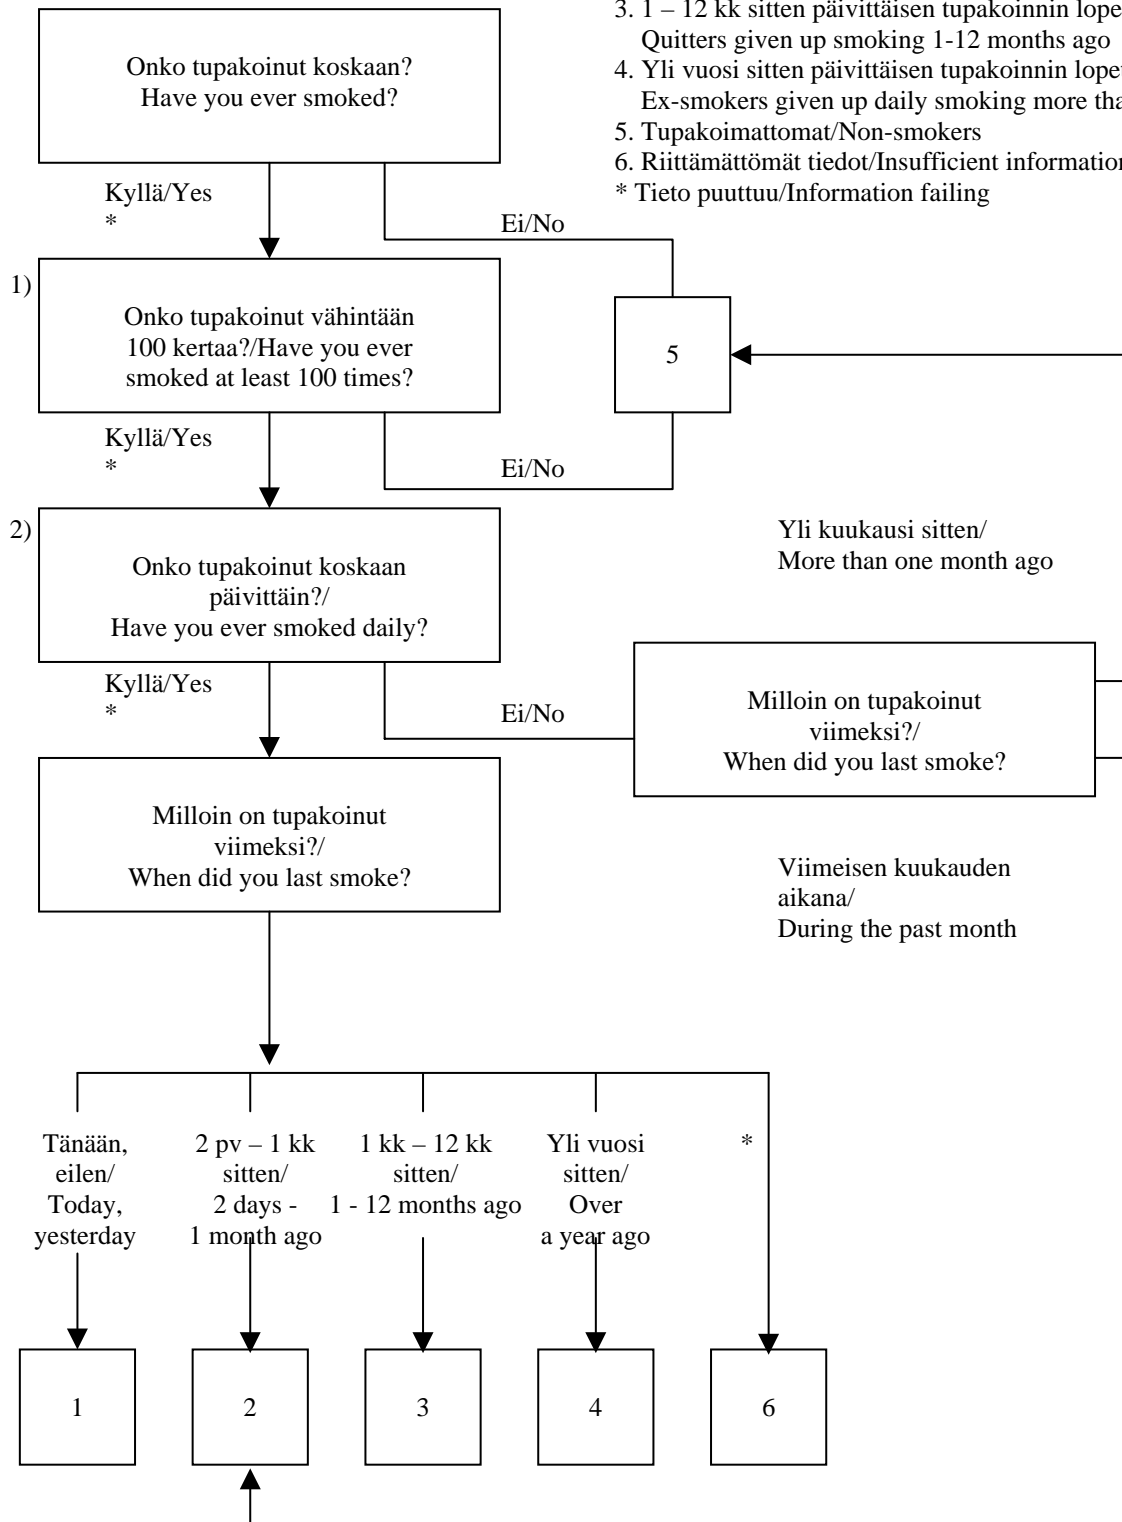 3. 1 – 12 kk sitten päivittäisen tupakoinnin lope
Quitters given up smoking 1-12 months ago
4. Yli vuosi sitten päivittäisen tupakoinnin lope
Ex-smokers given up daily smoking more tha
5. Tupakoimattomat/Non-smokers
6. Riittämättömät tiedot/Insufficient information
* Tieto puuttuu/Information failing
Onko tupakoinut koskaan?
Have you ever smoked?
Kyllä/Yes
*
Ei/No
1)
Onko tupakoinut vähintään
100 kertaa?/Have you ever
smoked at least 100 times?
5
Kyllä/Yes
*
Ei/No
2)
Onko tupakoinut koskaan
päivittäin?/
Have you ever smoked daily?
Yli kuukausi sitten/
More than one month ago
Kyllä/Yes
*
Ei/No
Milloin on tupakoinut
viimeksi?/
When did you last smoke?
Milloin on tupakoinut
viimeksi?/
When did you last smoke?
Viimeisen kuukauden
aikana/
During the past month
Tänään,
eilen/
Today,
yesterday
2 pv – 1 kk
sitten/
2 days -
1 month ago
1 kk – 12 kk
sitten/
1 - 12 months ago
Yli vuosi
sitten/
Over
a year ago
*
1
2
3
4
6